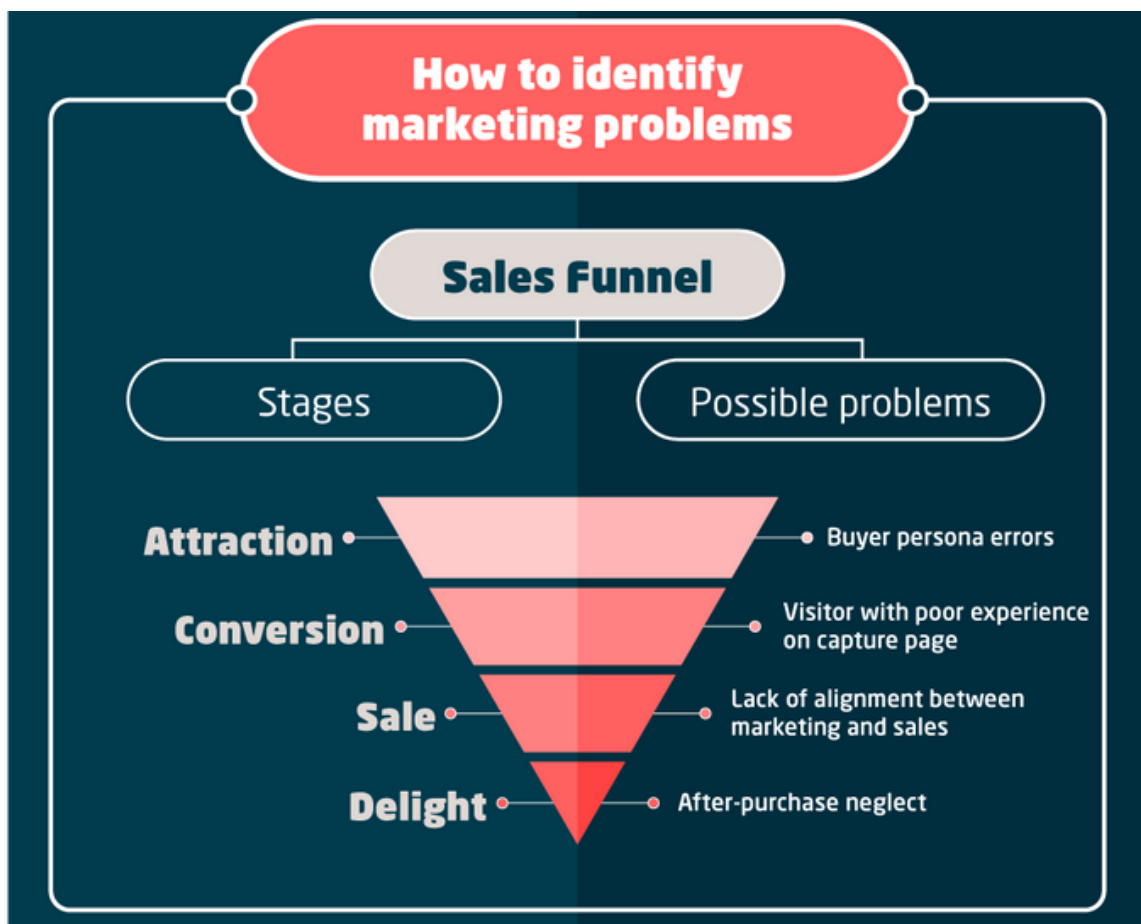 How to identify
marketing problems
Sales Funnel
Stages
Possible problems
Attraction
Buyer persona errors
Conversion
Visitor with poor experience
on capture page
Sale
Lack of alignment between
marketing and sales
Delight
After-purchase neglect